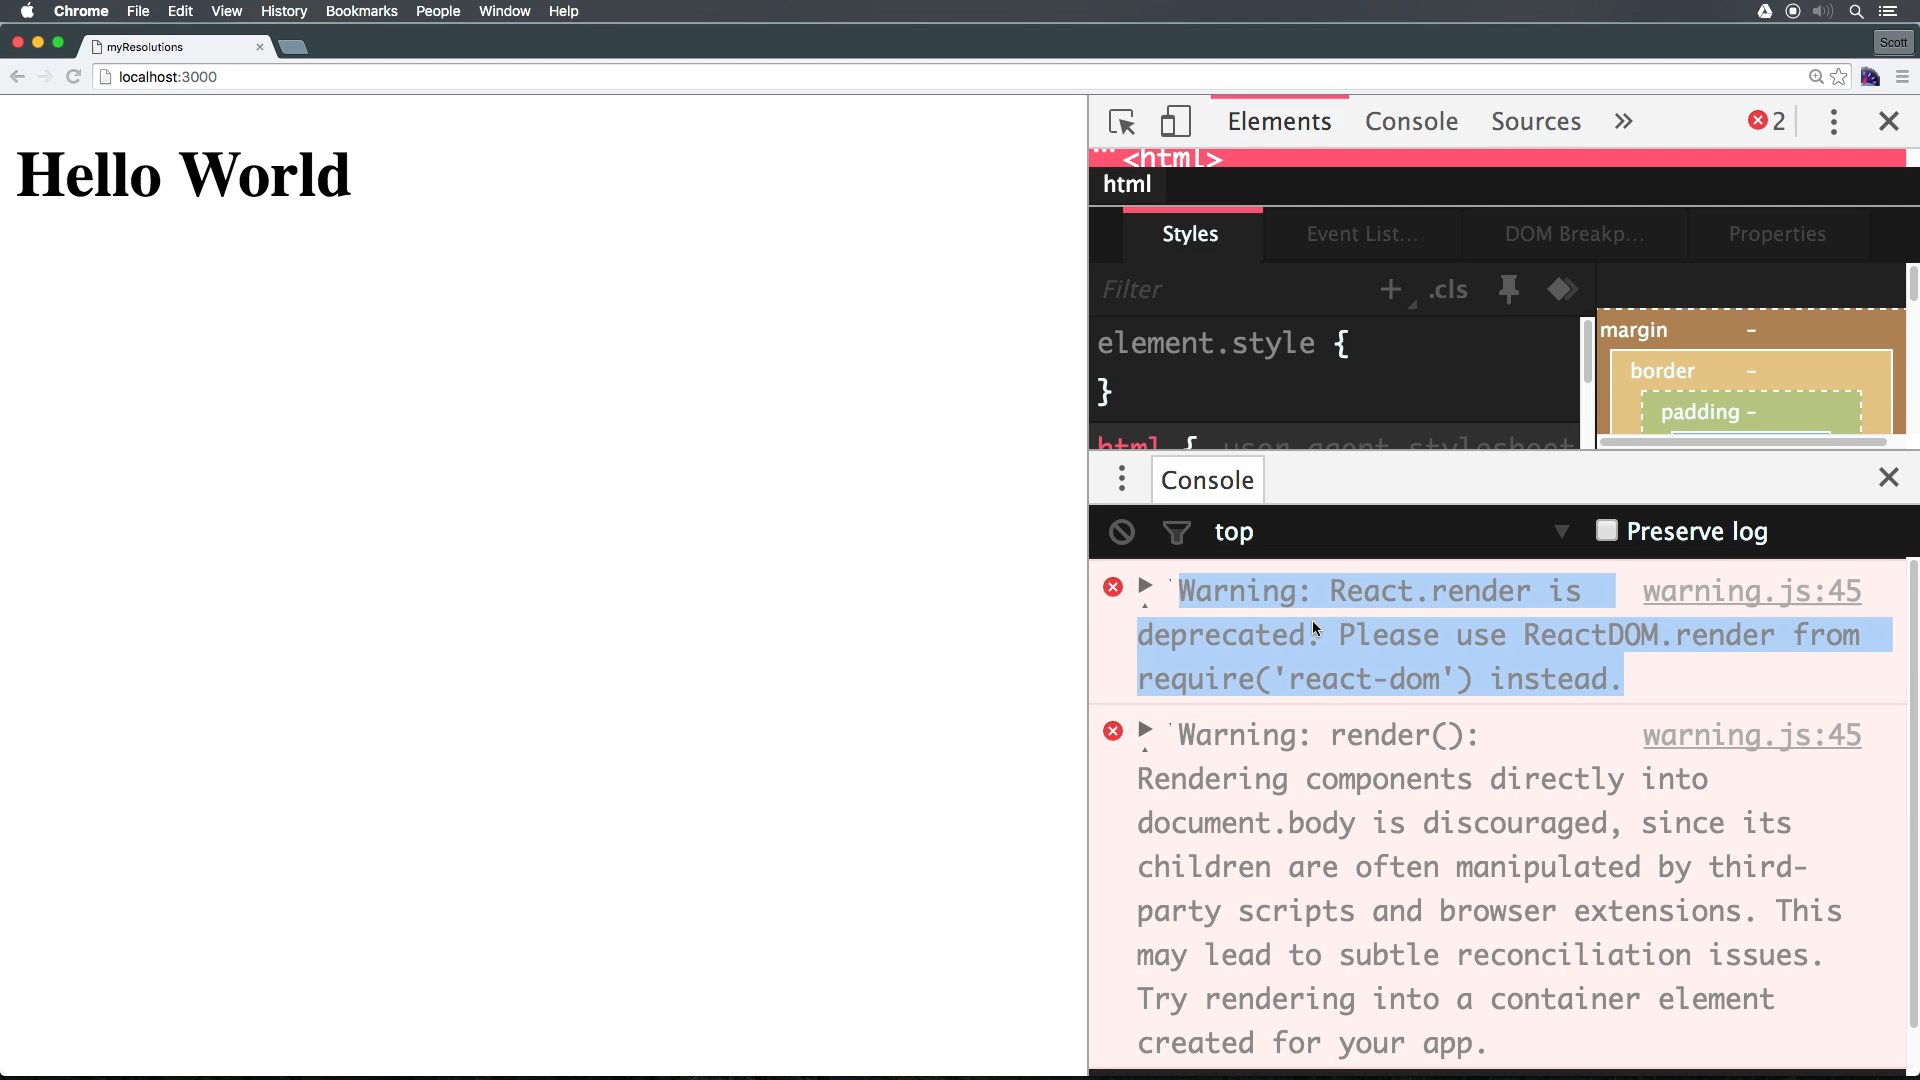 Chrome File Edit View History Bookmarks People Window Help
myResolutions
Scott
localhost:3000
Hello World
Elements Console Sources 2
<html>
html
Styles Event List... DOM Breakp... Properties
Filter .cls
element.style {
}
html { user agent stylesheet
margin -
border -
padding -
Console
top Preserve log
Warning: React.render is warning.js:45
deprecated. Please use ReactDOM.render from
require('react-dom') instead.
Warning: render(): warning.js:45
Rendering components directly into
document.body is discouraged, since its
children are often manipulated by third-
party scripts and browser extensions. This
may lead to subtle reconciliation issues.
Try rendering into a container element
created for your app.